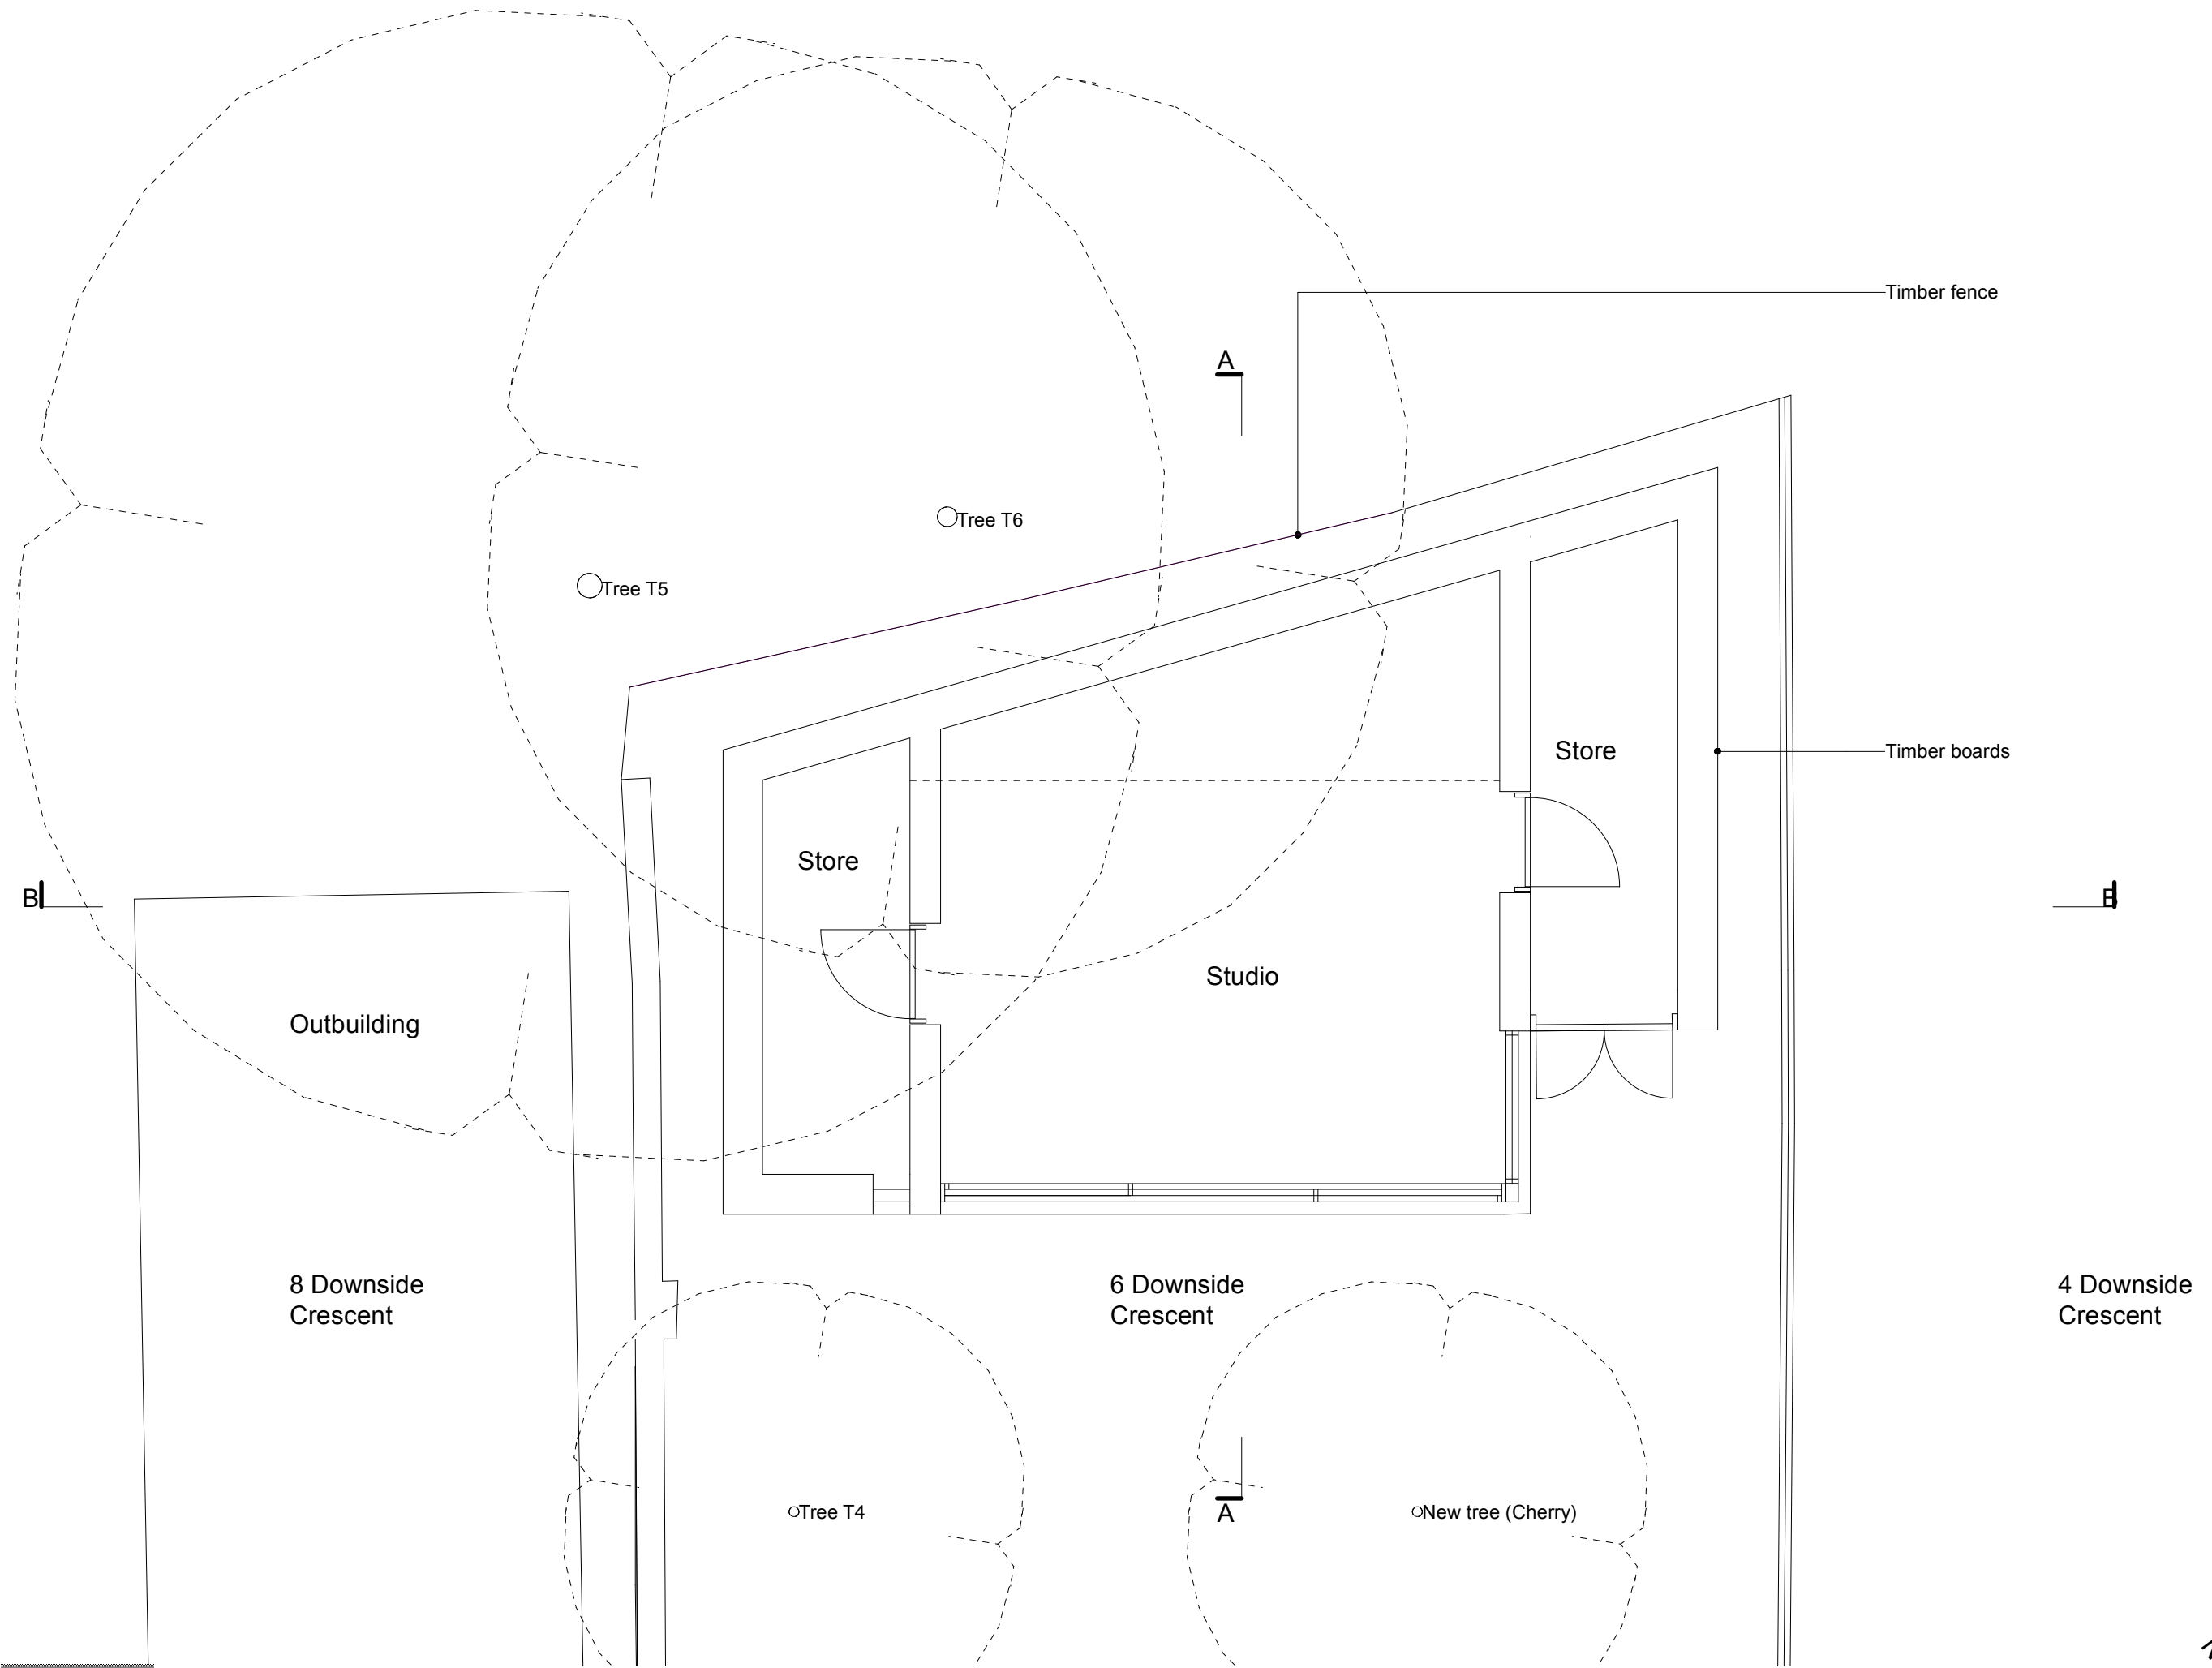 Timber fence
A
Tree T6
Tree T5
Store
Timber boards
Store
B
B
Studio
Outbuilding
8 Downside
Crescent
6 Downside
Crescent
4 Downside
Crescent
Tree T4
A
New tree (Cherry)